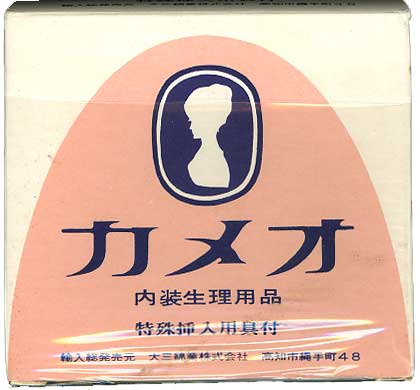 カメオ
内装生理用品
特殊挿入用具付
輸入総発売元 大三綿業株式会社 高知市縄手町48